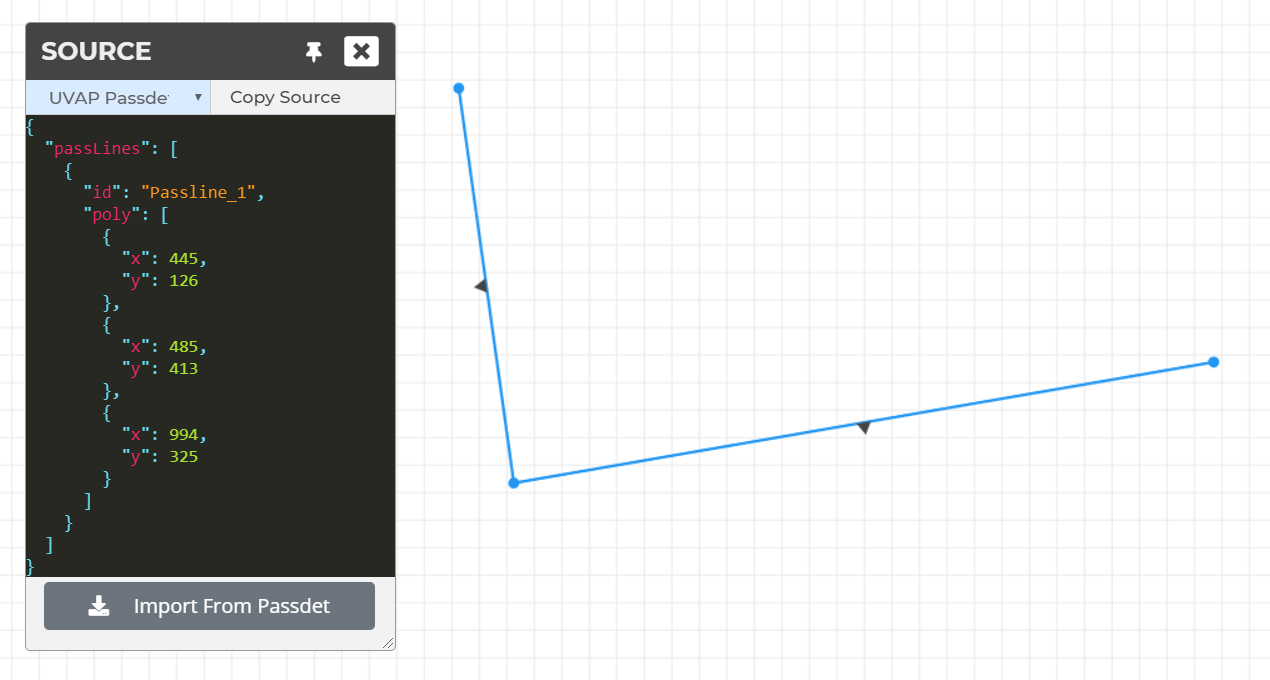 SOURCE
UVAP Passde
Copy Source
{
"passLines": [
{
"id": "Passline_1",
"poly": [
{
"x": 445,
"y": 126
},
{
"x": 485,
"y": 413
},
{
"x": 994,
"y": 325
}
]
}
]
}
Import From Passdet